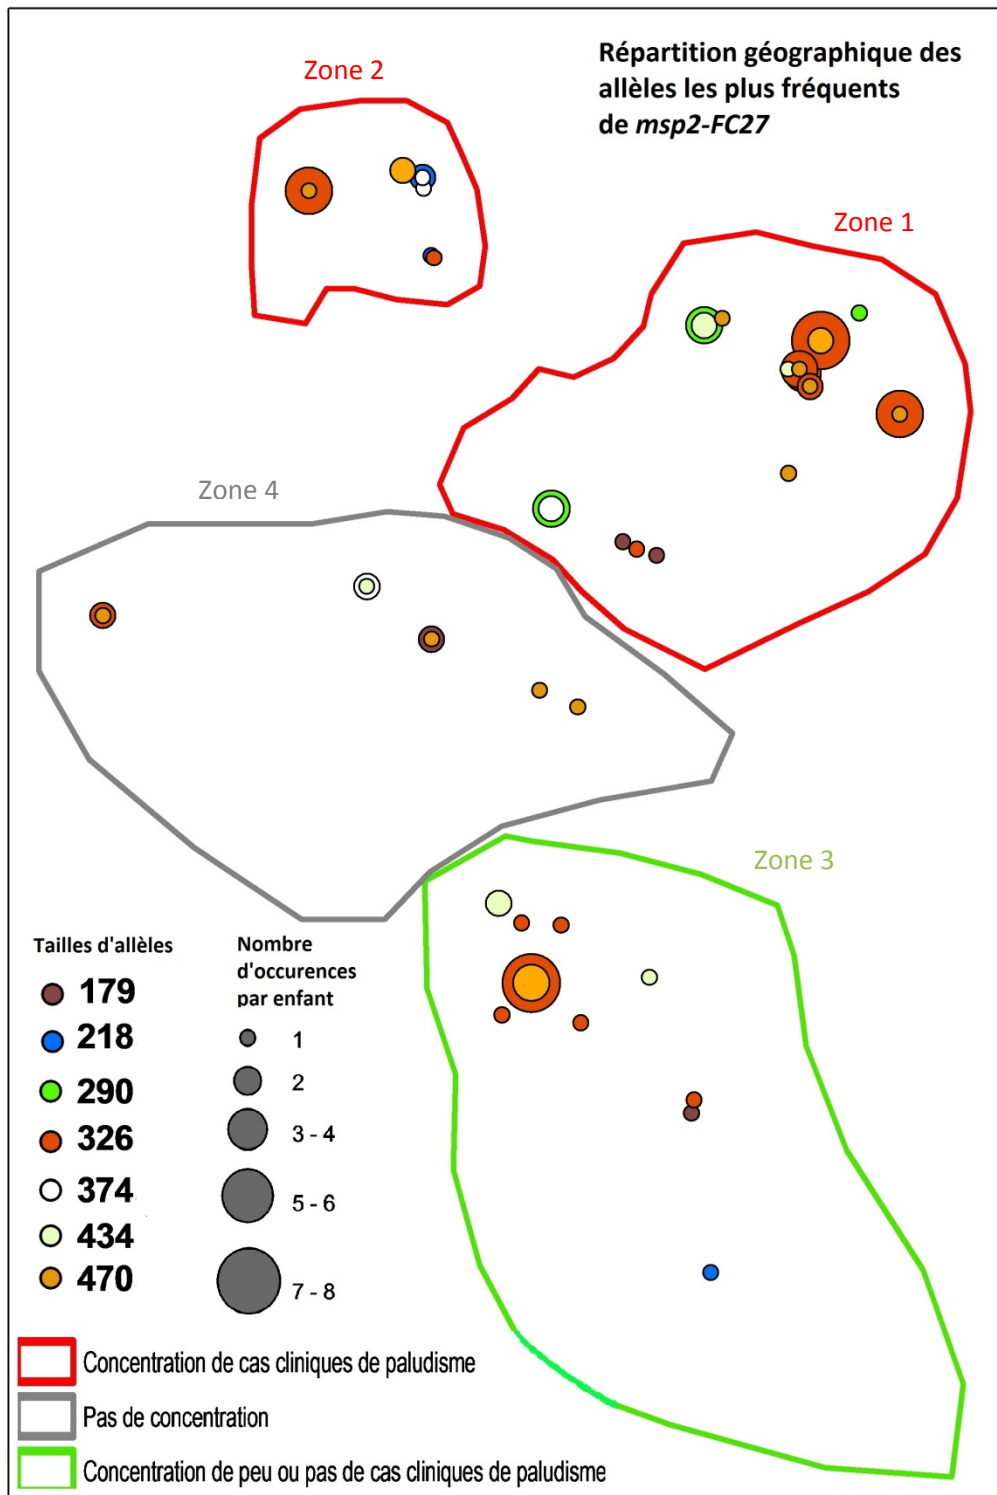 Répartition géographique des
allèles les plus fréquents
de msp2-FC27
Zone 2
Zone 1
Zone 4
Zone 3
Tailles d'allèles
179
218
290
326
374
434
470
Nombre
d'occurences
par enfant
1
2
3 - 4
5 - 6
7 - 8
Concentration de cas cliniques de paludisme
Pas de concentration
Concentration de peu ou pas de cas cliniques de paludisme